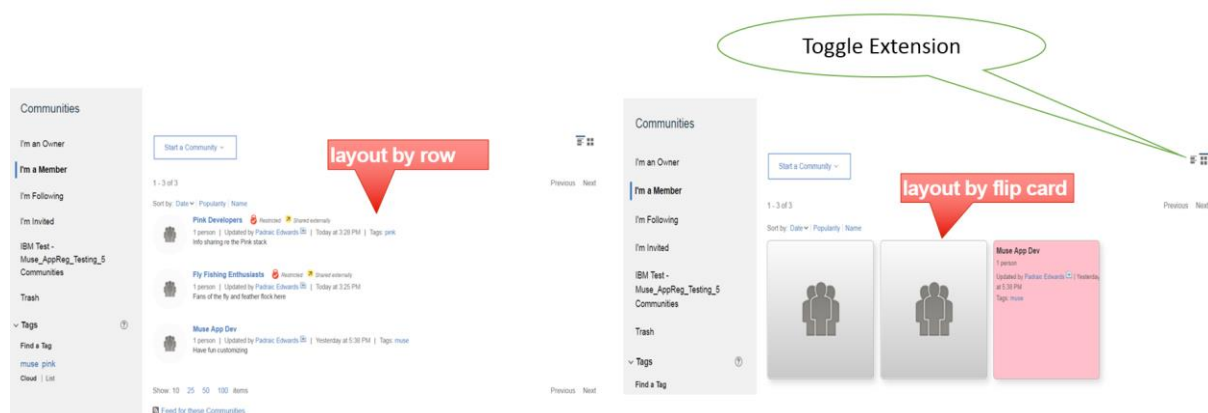 Toggle Extension
Communities
I'm an Owner
I'm a Member
I'm Following
I'm Invited
IBM Test -
Muse_AppReg_Testing_5
Communities
Trash
Tags
Find a Tag
muse pink
Cloud | List
Start a Community
layout by row
1 - 3 of 3
Previous Next
Sort by: Date Popularity | Name
Pink Developers Restricted Shared externally
1 person | Updated by Padraic Edwards | Today at 3:28 PM | Tags: pink
Info sharing re the Pink stack
Fly Fishing Enthusiasts Restricted Shared externally
1 person | Updated by Padraic Edwards | Today at 3:25 PM
Fans of the fly and feather flock here
Muse App Dev
1 person | Updated by Padraic Edwards | Yesterday at 5:38 PM | Tags: muse
Have fun customizing
Show: 10 25 50 100 items
Previous Next
Feed for these Communities
Communities
I'm an Owner
I'm a Member
I'm Following
I'm Invited
IBM Test -
Muse_AppReg_Testing_5
Communities
Trash
Tags
Find a Tag
Start a Community
layout by flip card
1 - 3 of 3
Previous Next
Sort by: Date Popularity | Name
Muse App Dev
1 person
Updated by Padraic Edwards | Yesterday
at 5:38 PM
Tags: muse